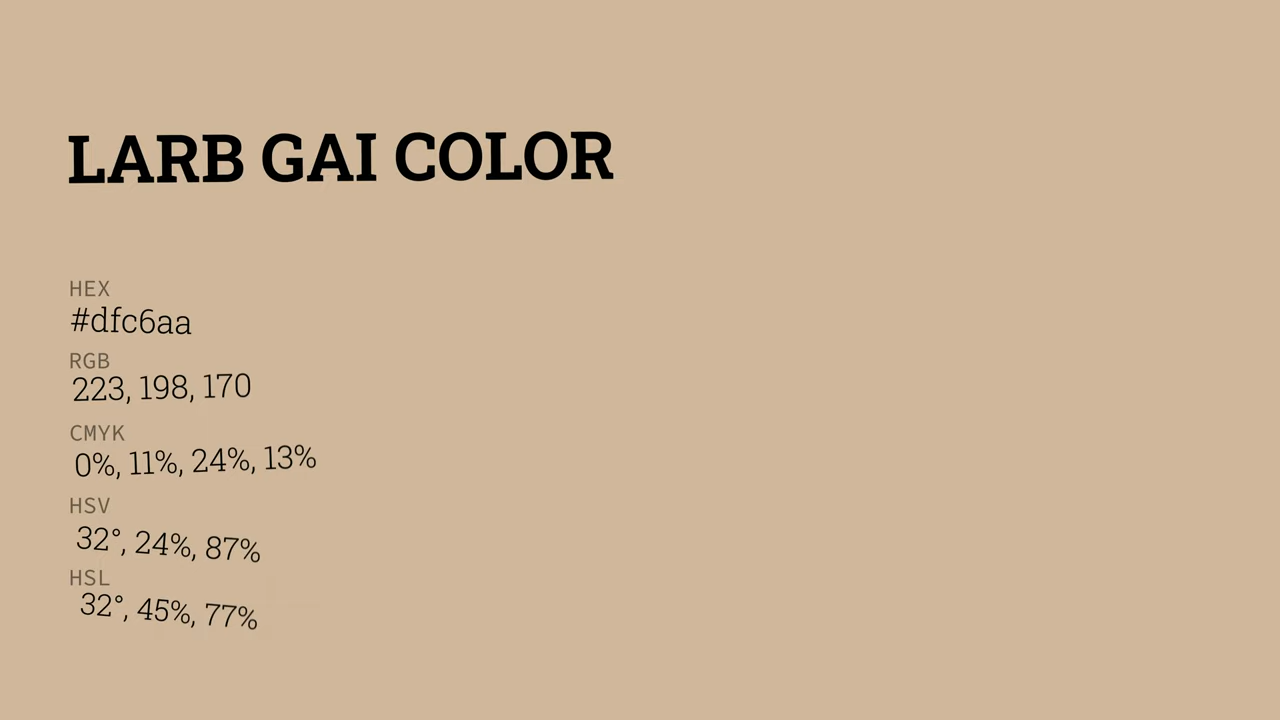 LARB GAI COLOR
HEX
#dfc6aa
RGB
223, 198, 170
CMYK
0%, 11%, 24%, 13%
HSV
32°, 24%, 87%
HSL
32°, 45%, 77%